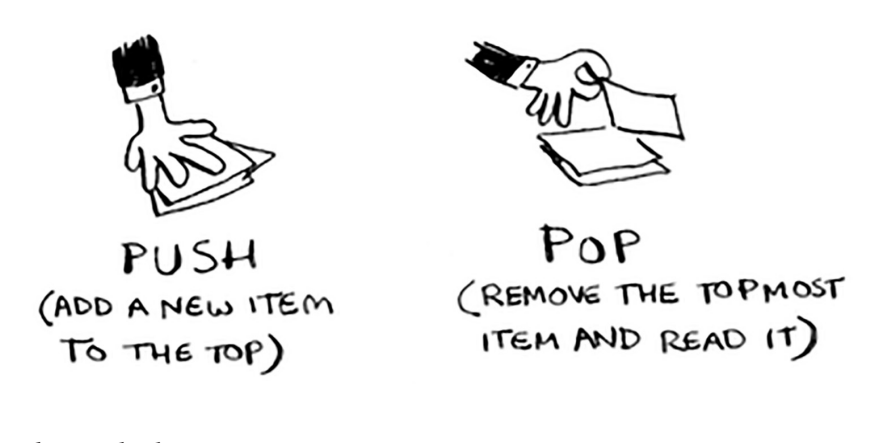 PUSH
(ADD A NEW ITEM
TO THE TOP)
POP
(REMOVE THE TOPMOST
ITEM AND READ IT)